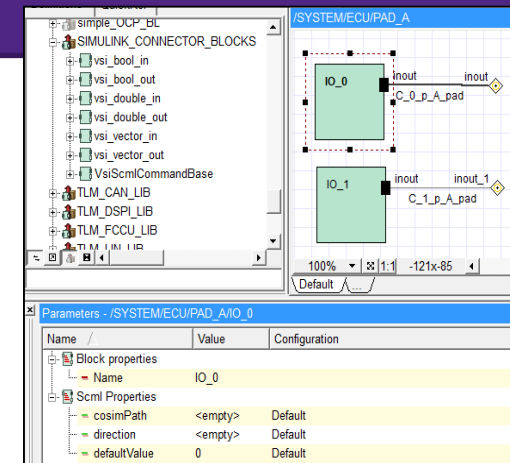 simple_OCP_BL
SIMULINK_CONNECTOR_BLOCKS
vsi_bool_in
vsi_bool_out
vsi_double_in
vsi_double_out
vsi_vector_in
vsi_vector_out
VsiScmlCommandBase
TLM_CAN_LIB
TLM_DSPI_LIB
TLM_FCCU_LIB
TLM_LIN_LIB
/SYSTEM/ECU/PAD_A
IO_0
inout inout
C_0_p_A_pad
IO_1
inout inout_1
C_1_p_A_pad
100% 1:1 -121x-85
Default ...
Parameters - /SYSTEM/ECU/PAD_A/IO_0
Name Value Configuration
Block properties
Name IO_0
Scml Properties
cosimPath <empty> Default
direction <empty> Default
defaultValue 0 Default